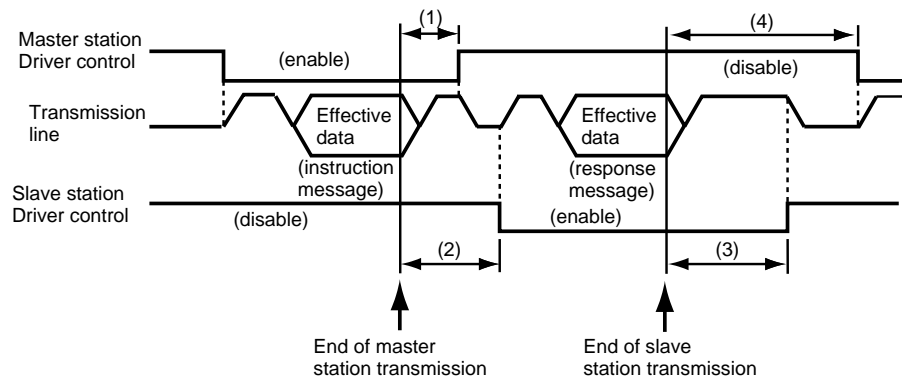 (1)
(4)
Master station
Driver control
(enable)
(disable)
Transmission
line
Effective
data
Effective
data
(instruction
message)
(response
message)
Slave station
Driver control
(disable)
(enable)
(2)
(3)
End of master
station transmission
End of slave
station transmission